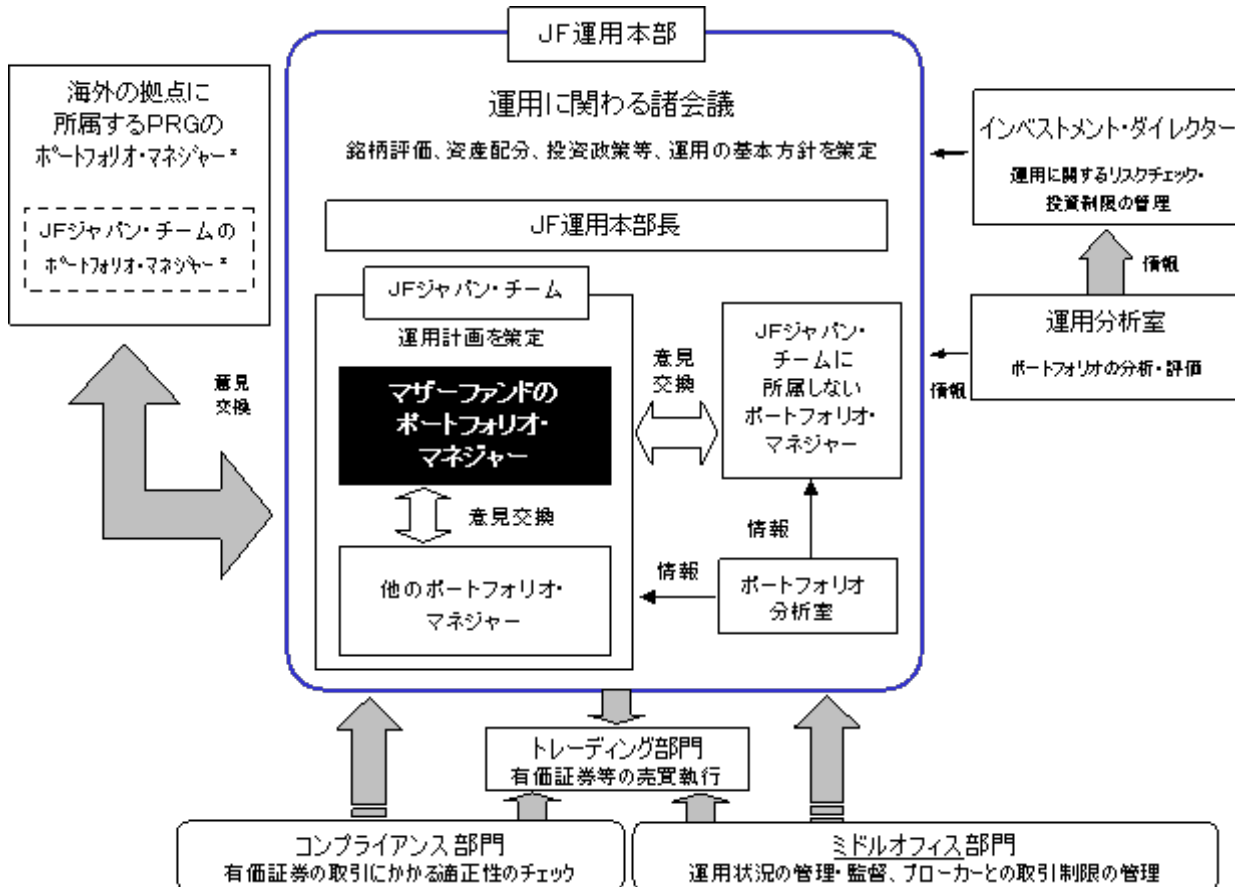 JF運用本部
海外の拠点に
所属するPRGの
ポートフォリオ・マネジャー*
JFジャパン・チームの
ポートフォリオ・マネジャー*
運用に関わる諸会議
銘柄評価、資産配分、投資政策等、運用の基本方針を策定
JF運用本部長
インベストメント・ダイレクター
運用に関するリスクチェック・
投資制限の管理
情報
運用分析室
ポートフォリオの分析・評価
情報
JFジャパン・チーム
運用計画を策定
マザーファンドの
ポートフォリオ・
マネジャー
意見交換
他のポートフォリオ・
マネジャー
意見
交換
JFジャパン・
チームに
所属しない
ポートフォリオ・
マネジャー
情報
情報
ポートフォリオ
分析室
意見
交換
トレーディング部門
有価証券等の売買執行
コンプライアンス部門
有価証券の取引にかかる適正性のチェック
ミドルオフィス部門
運用状況の管理・監督、ブローカーとの取引制限の管理